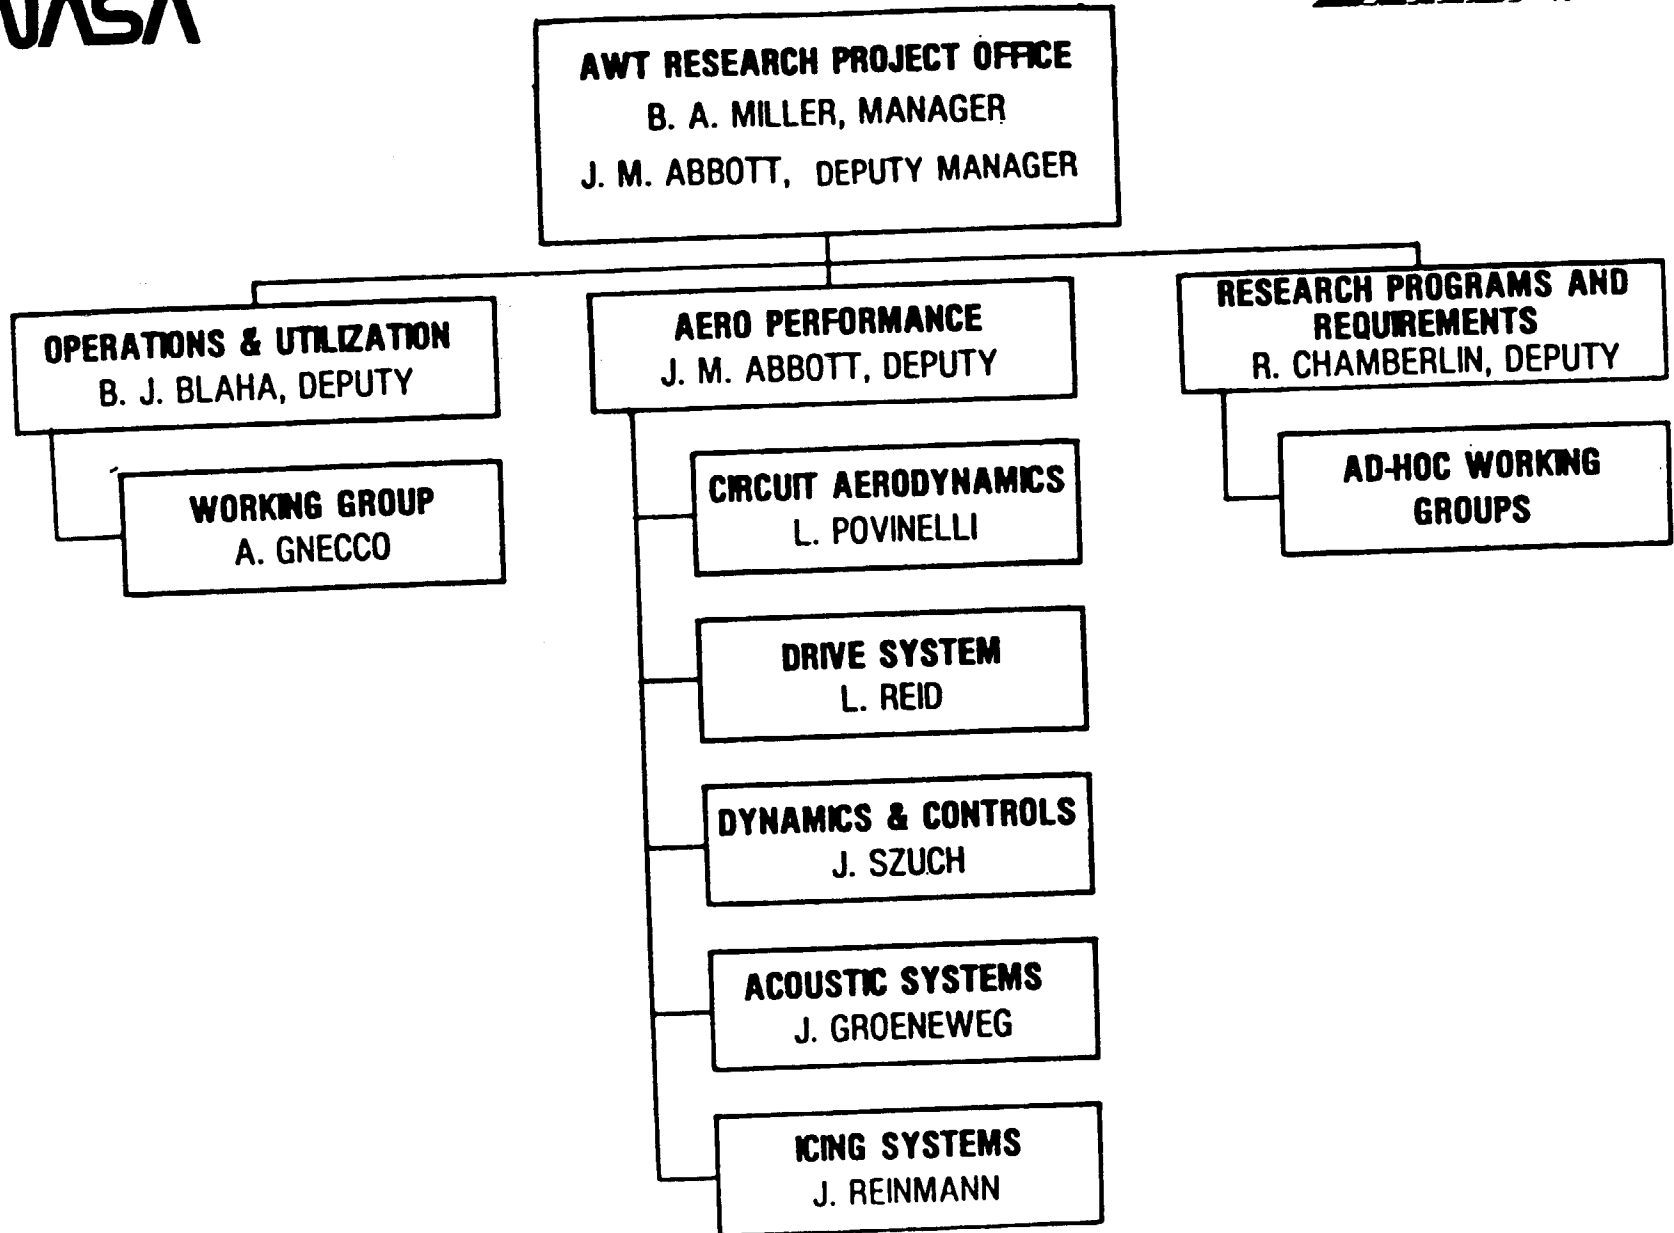 NASA
AWT RESEARCH PROJECT OFFICE
B. A. MILLER, MANAGER
J. M. ABBOTT, DEPUTY MANAGER
OPERATIONS & UTILIZATION
B. J. BLAHA, DEPUTY
WORKING GROUP
A. GNECCO
AERO PERFORMANCE
J. M. ABBOTT, DEPUTY
CIRCUIT AERODYNAMICS
L. POVINELLI
DRIVE SYSTEM
L. REID
DYNAMICS & CONTROLS
J. SZUCH
ACOUSTIC SYSTEMS
J. GROENEWEG
ICING SYSTEMS
J. REINMANN
RESEARCH PROGRAMS AND
REQUIREMENTS
R. CHAMBERLIN, DEPUTY
AD-HOC WORKING
GROUPS